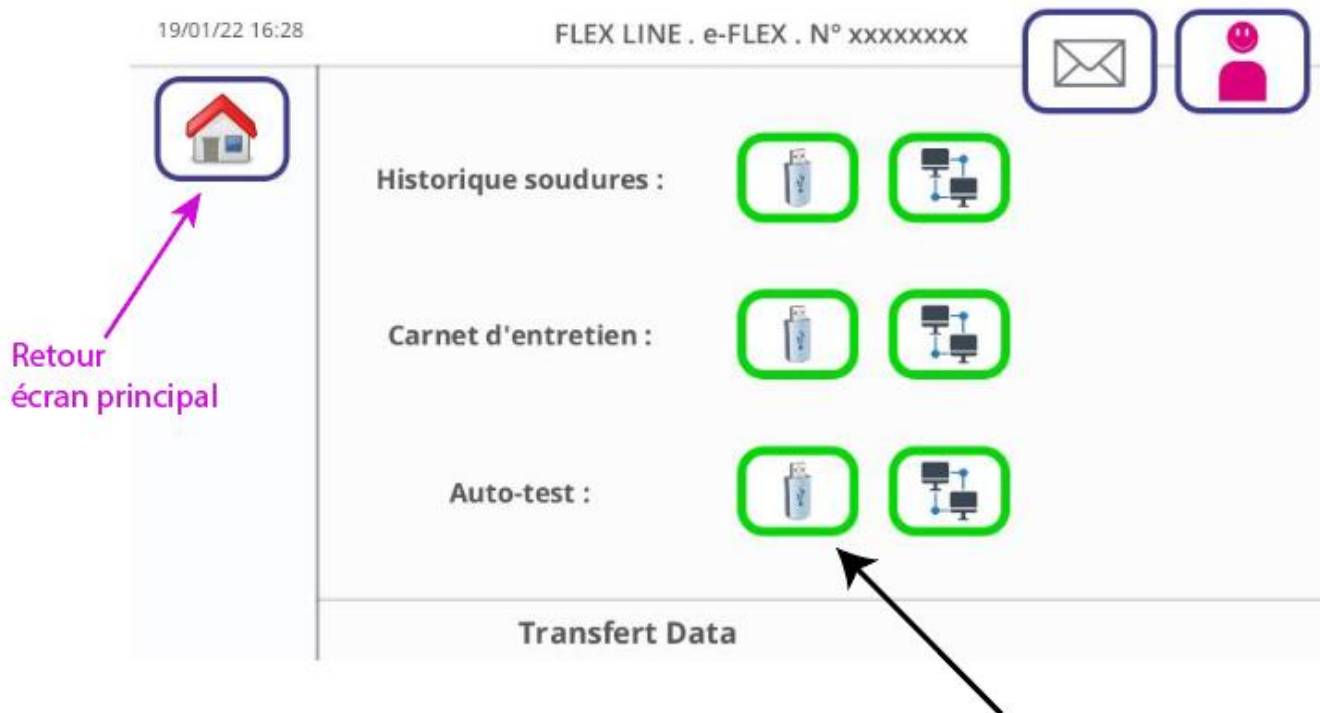 19/01/22 16:28
FLEX LINE . e-FLEX . N° xxxxxxxx
Historique soudures :
Carnet d'entretien :
Retour
écran principal
Auto-test :
Transfert Data